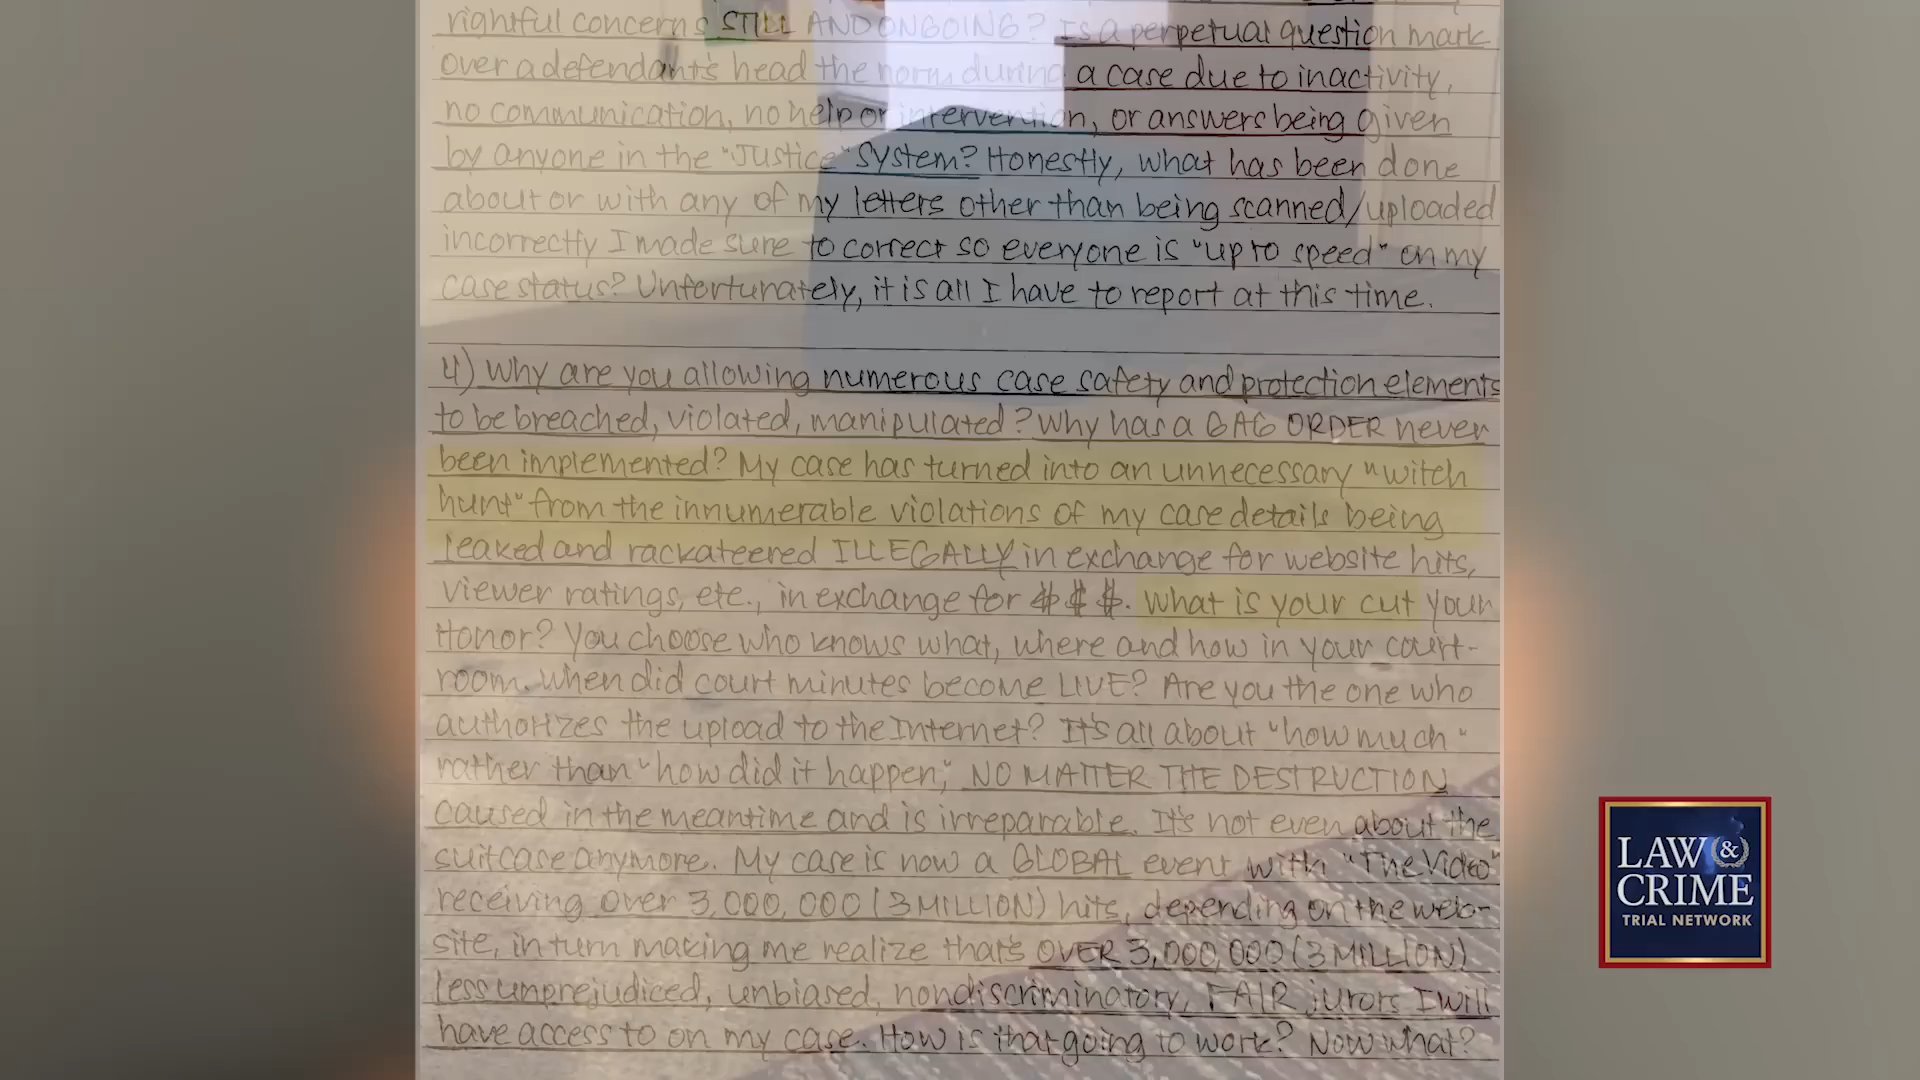 rightful concerns STILL AND ONGOING? Is a perpetual question mark
over a defendant's head the norm during a case due to inactivity,
no communication, no help or intervention, or answers being given
by anyone in the "Justice" System? Honestly, what has been done
about or with any of my letters other than being scanned/uploaded
incorrectly I made sure to correct so everyone is "up to speed" on my
case status? Unfortunately, it is all I have to report at this time.
4) Why are you allowing numerous case safety and protection elements
to be breached, violated, manipulated? Why has a GAG ORDER never
been implemented? My case has turned into an unnecessary "witch
hunt" from the innumerable violations of my case details being
leaked and rackateered ILLEGALLY in exchange for website hits,
viewer ratings, etc., in exchange for $ $ $. What is your cut your
Honor? You choose who knows what, where and how in your court-
room. When did court minutes become LIVE? Are you the one who
authorizes the upload to the Internet? It's all about "how much"
rather than "how did it happen," NO MATTER THE DESTRUCTION
caused in the meantime and is irreparable. It's not even about the
suitcase anymore. My case is now a GLOBAL event with "The Video"
receiving over 3,000,000 (3 MILLION) hits, depending on the web-
site, in turn making me realize that's OVER 3,000,000 (3 MILLION)
less unprejudiced, unbiased, nondiscriminatory, FAIR jurors I will
have access to on my case. How is that going to work? Now what?
LAW &
CRIME
TRIAL NETWORK